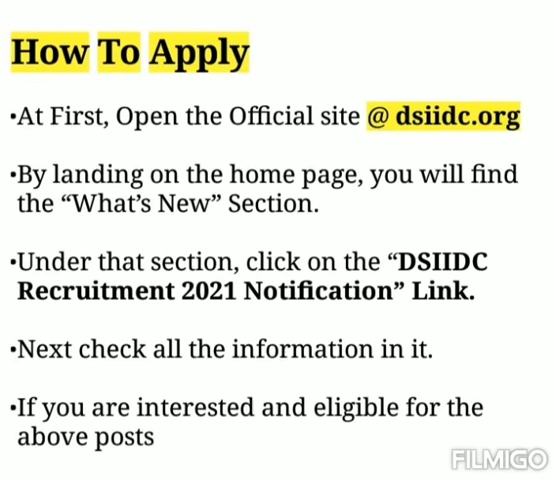 How To Apply
•At First, Open the Official site @ dsiidc.org
•By landing on the home page, you will find
the “What’s New” Section.
•Under that section, click on the “DSIIDC
Recruitment 2021 Notification” Link.
•Next check all the information in it.
•If you are interested and eligible for the
above posts
FILMIGO